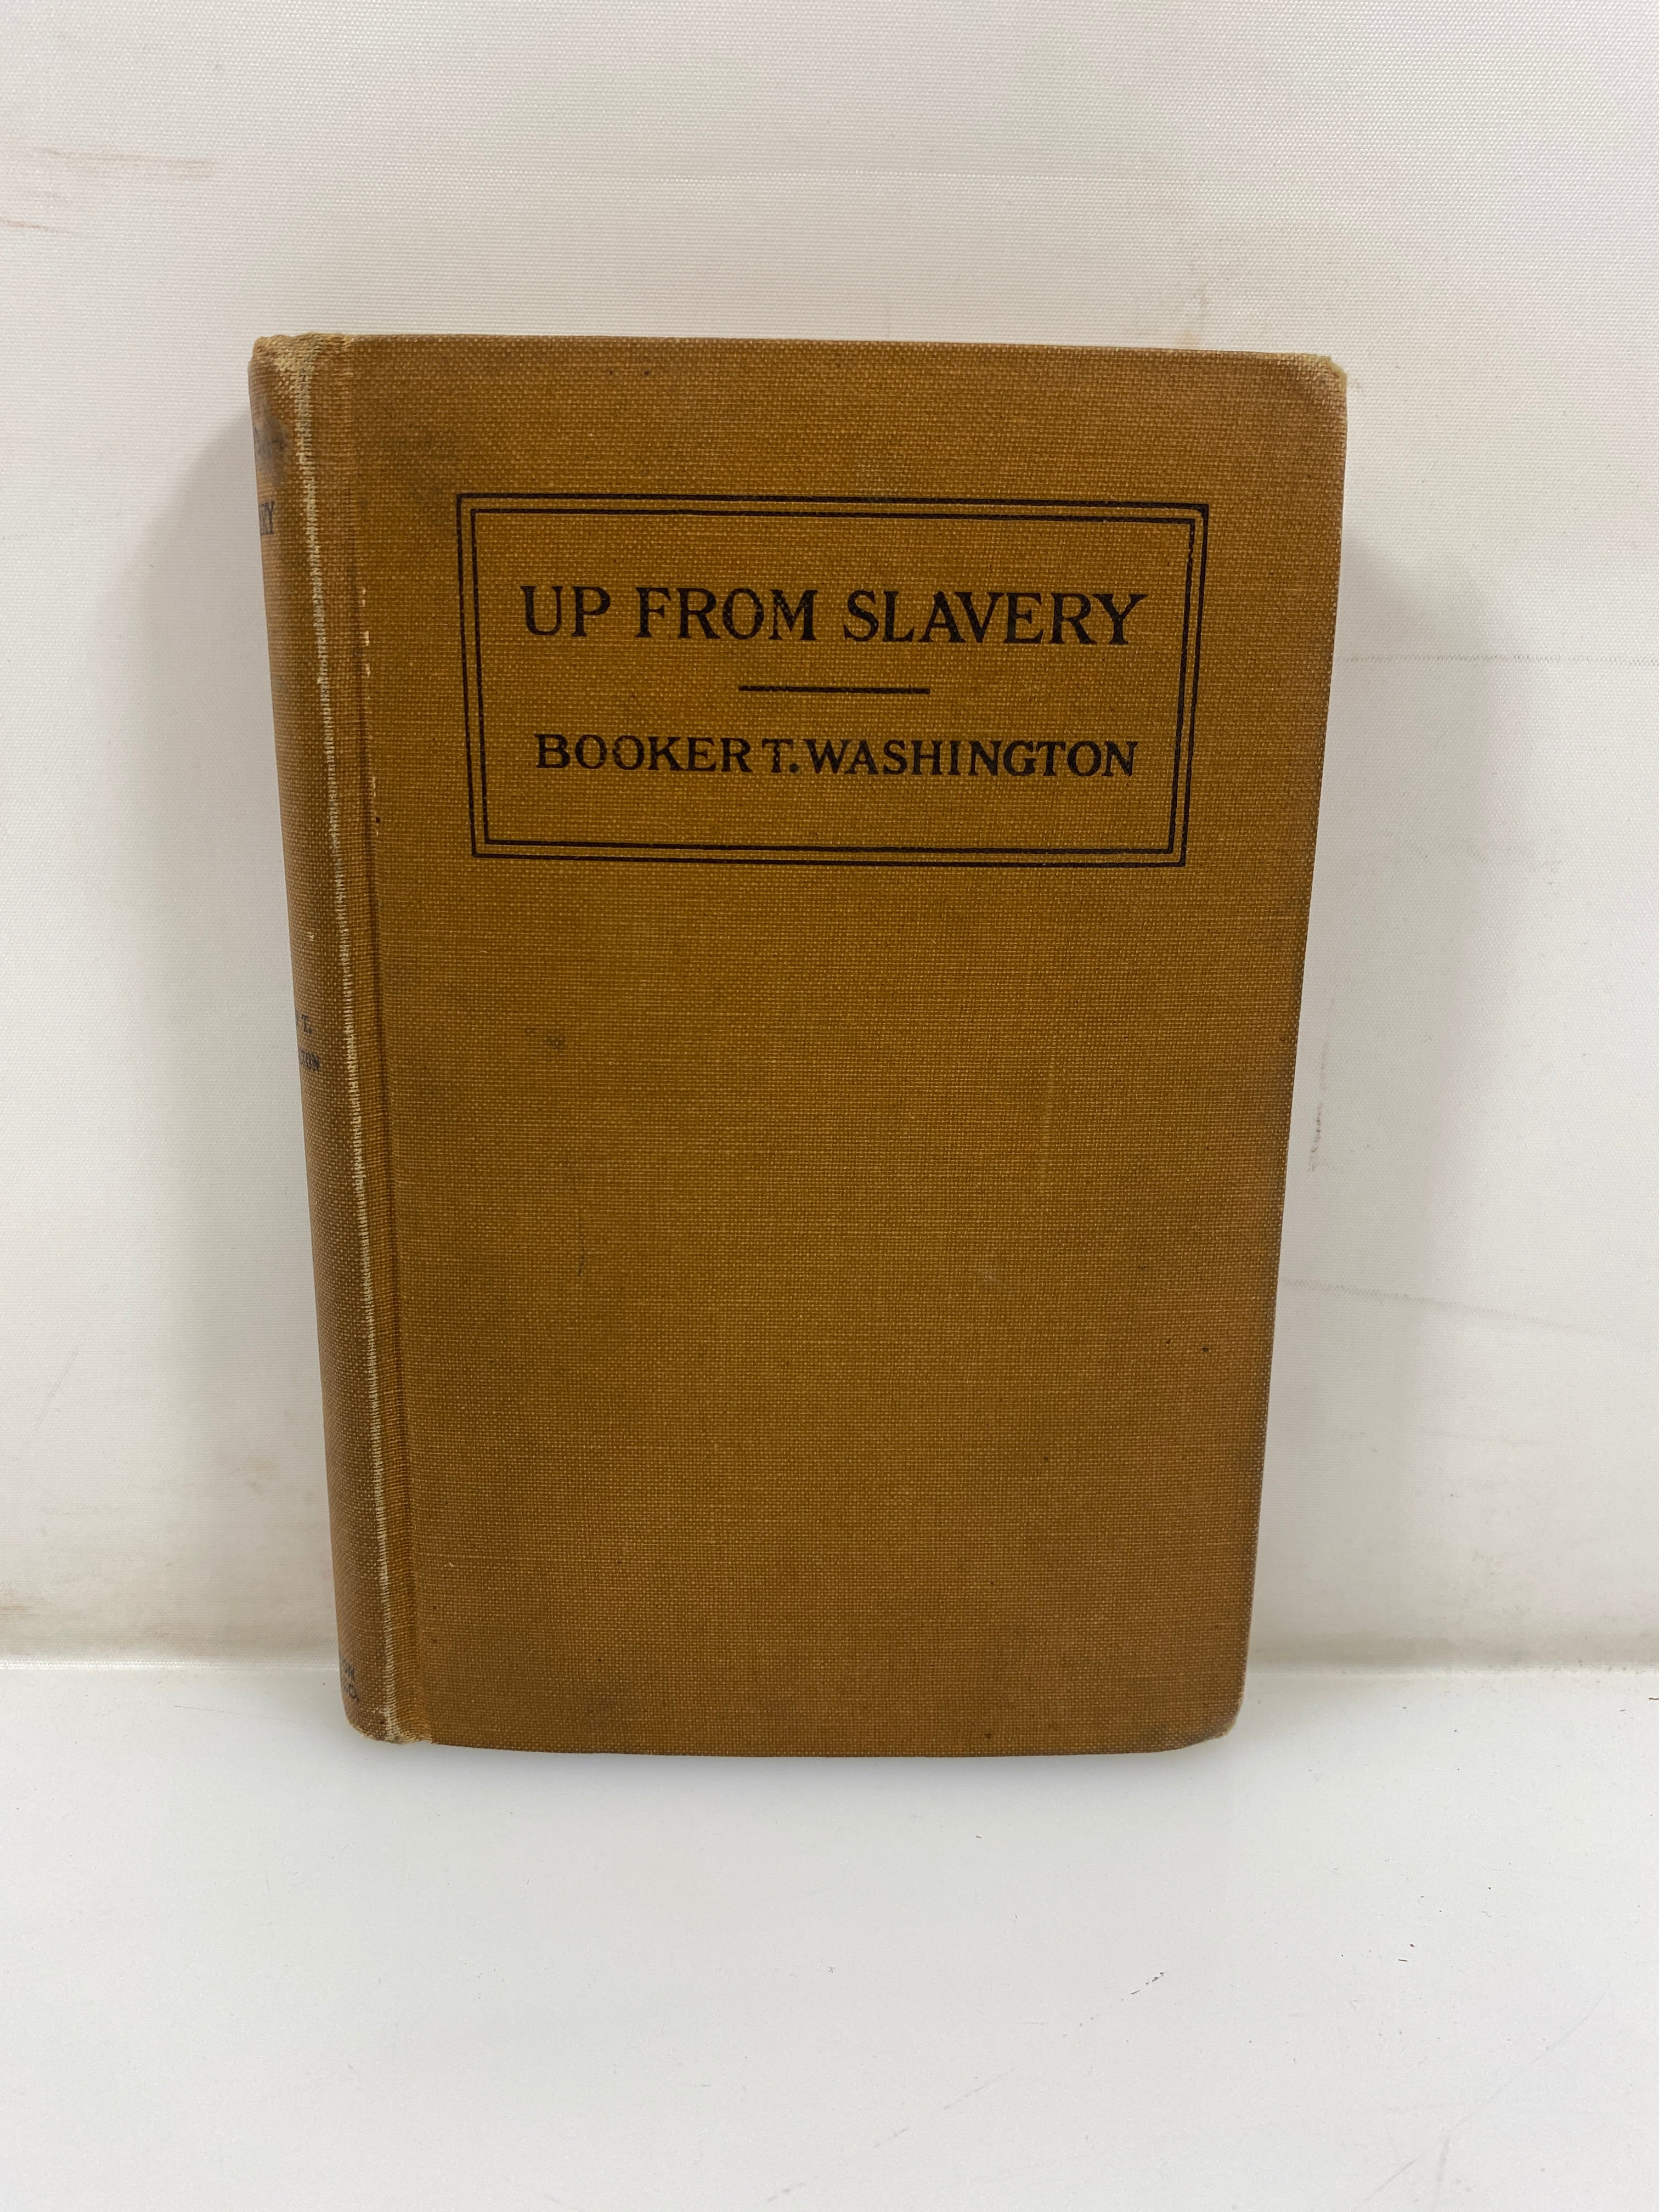 UP FROM SLAVERY
BOOKER T. WASHINGTON